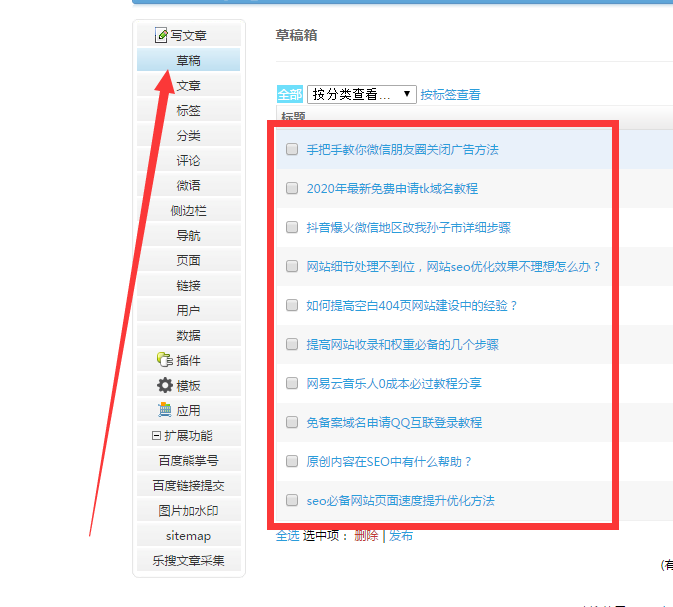 写文章
草稿
文章
标签
分类
评论
微语
侧边栏
导航
页面
链接
用户
数据
插件
模板
应用
扩展功能
百度熊掌号
百度链接提交
图片加水印
sitemap
乐搜文章采集
草稿箱
全部 按分类查看... 按标签查看
标题
手把手教你微信朋友圈关闭广告方法
2020年最新免费申请tk域名教程
抖音爆火微信地区改我孙子市详细步骤
网站细节处理不到位，网站seo优化效果不理想怎么办？
如何提高空白404页网站建设中的经验？
提高网站收录和权重必备的几个步骤
网易云音乐人0成本必过教程分享
免备案域名申请QQ互联登录教程
原创内容在SEO中有什么帮助？
seo必备网站页面速度提升优化方法
全选 选中项： 删除 | 发布
(有